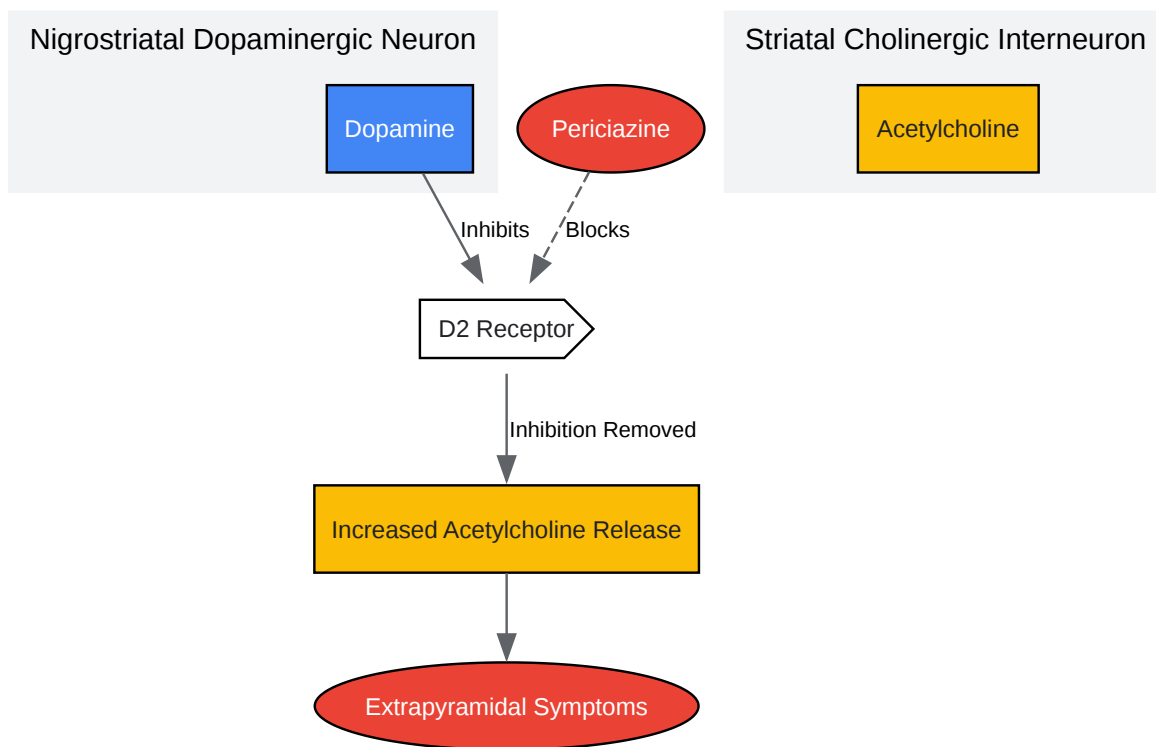 Nigrostriatal Dopaminergic Neuron
Striatal Cholinergic Interneuron
Dopamine
Periciazine
Acetylcholine
Inhibits
Blocks
D2 Receptor
Inhibition Removed
Increased Acetylcholine Release
Extrapyramidal Symptoms